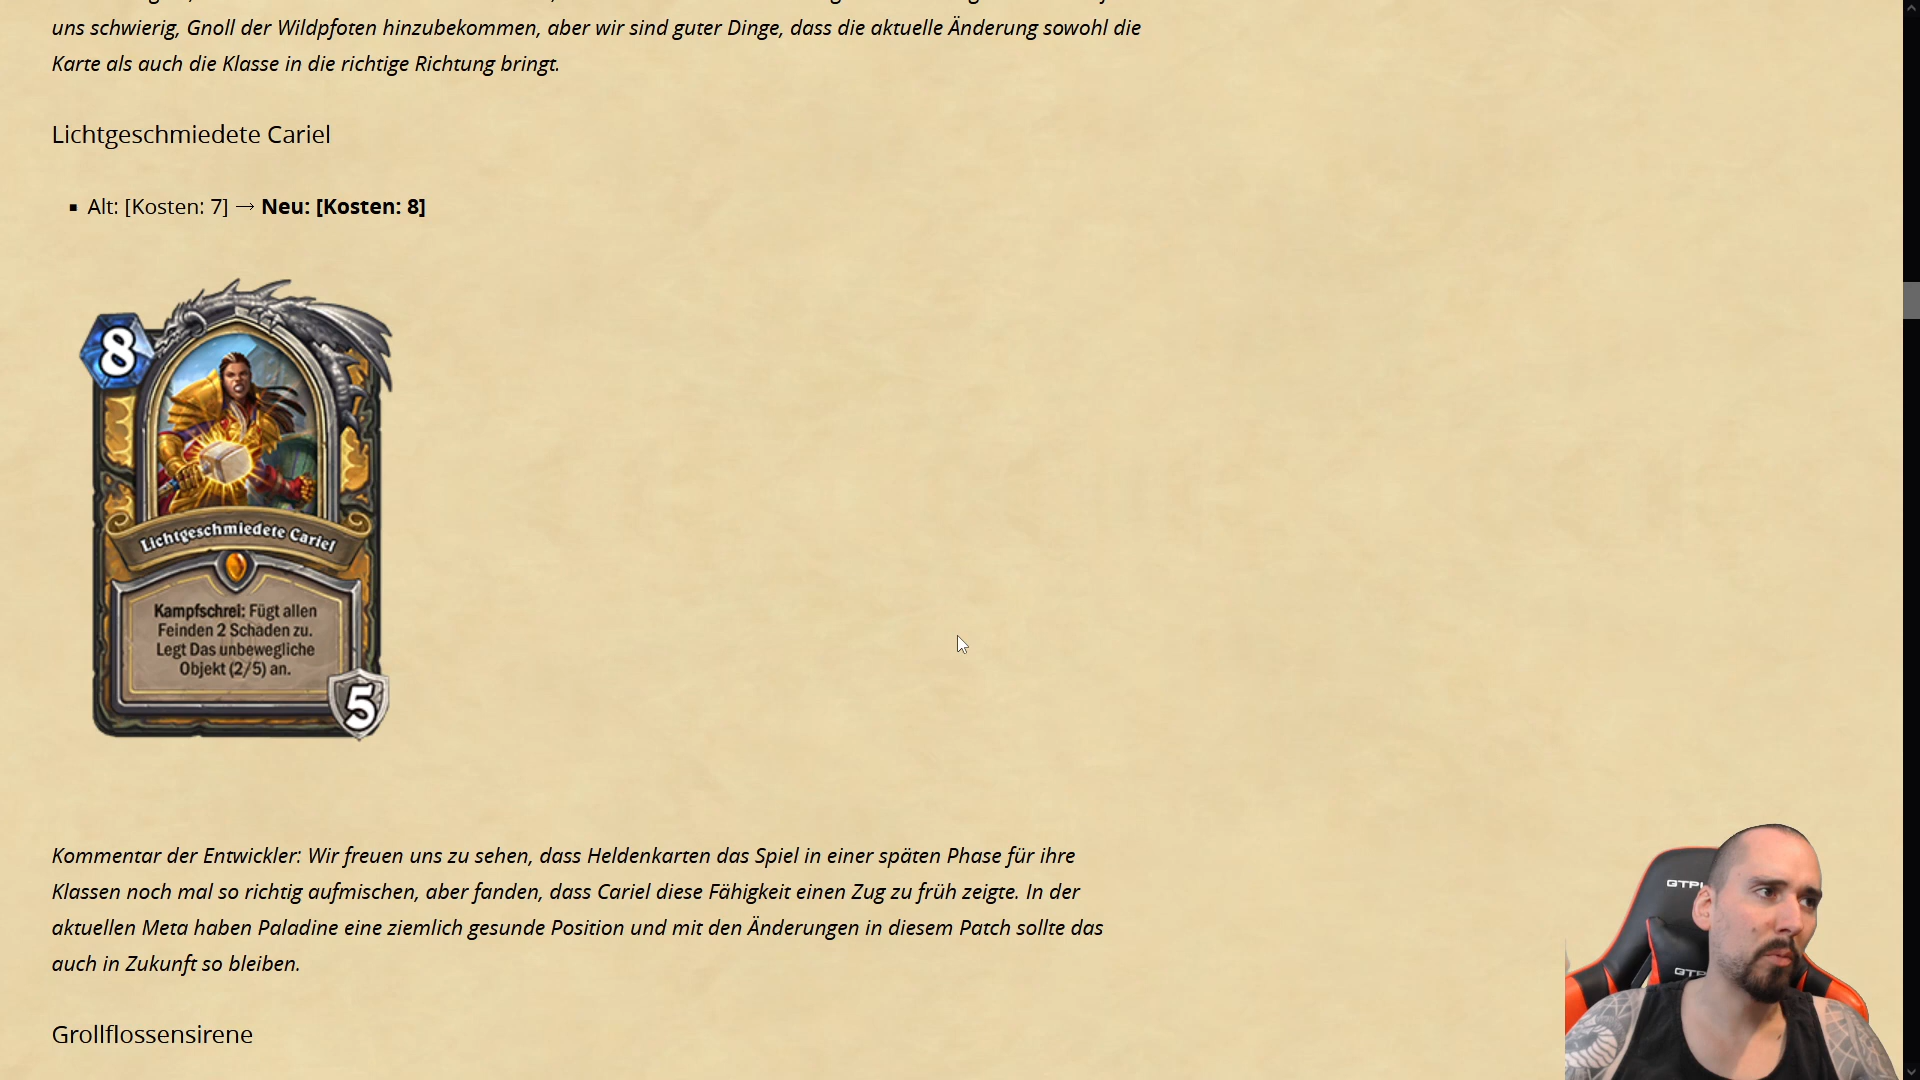 uns schwierig, Gnoll der Wildpfoten hinzubekommen, aber wir sind guter Dinge, dass die aktuelle Änderung sowohl die
Karte als auch die Klasse in die richtige Richtung bringt.
Lichtgeschmiedete Cariel
▪ Alt: [Kosten: 7] → Neu: [Kosten: 8]
8
Lichtgeschmiedete Cariel
Kampfschrei: Fügt allen
Feinden 2 Schaden zu.
Legt Das unbewegliche
Objekt (2/5) an.
5
Kommentar der Entwickler: Wir freuen uns zu sehen, dass Heldenkarten das Spiel in einer späten Phase für ihre
Klassen noch mal so richtig aufmischen, aber fanden, dass Cariel diese Fähigkeit einen Zug zu früh zeigte. In der
aktuellen Meta haben Paladine eine ziemlich gesunde Position und mit den Änderungen in diesem Patch sollte das
auch in Zukunft so bleiben.
Grollflossensirene